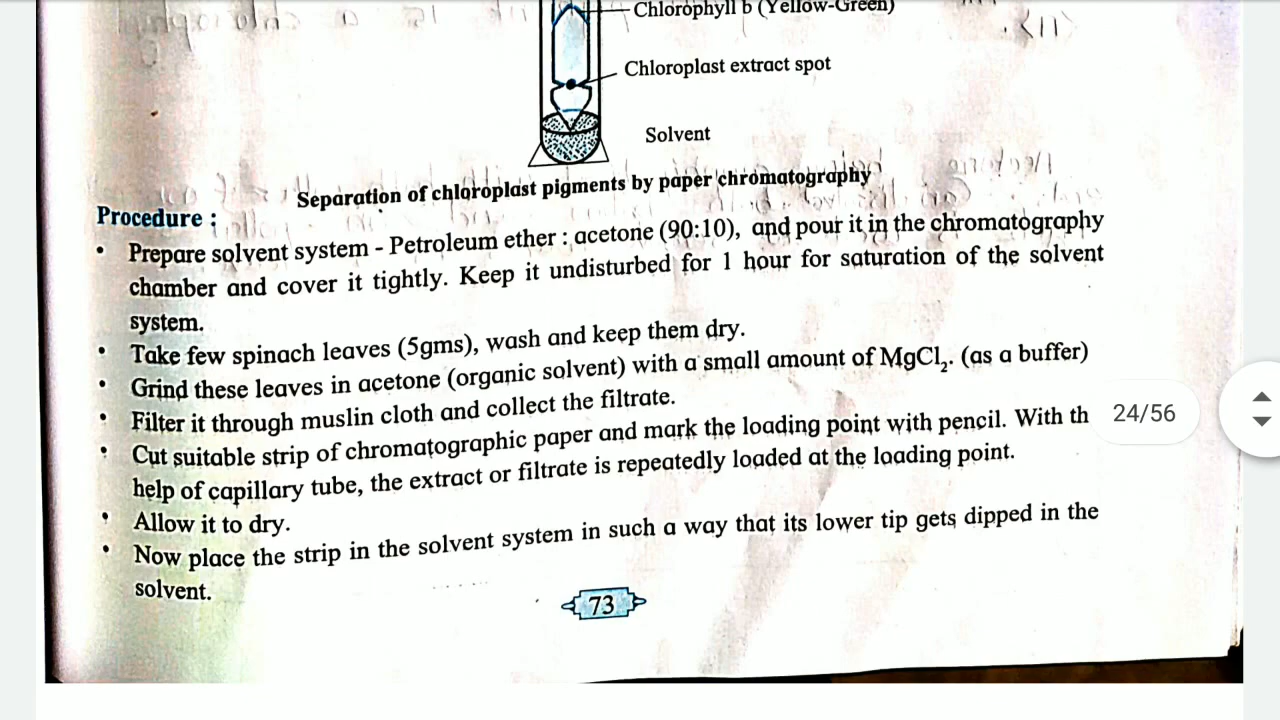 Chlorophyll b (Yellow-Green)
Chloroplast extract spot
Solvent
Separation of chloroplast pigments by paper chromatography
Procedure :
• Prepare solvent system - Petroleum ether : acetone (90:10), and pour it in the chromatography
chamber and cover it tightly. Keep it undisturbed for 1 hour for saturation of the solvent
system.
• Take few spinach leaves (5gms), wash and keep them dry.
• Grind these leaves in acetone (organic solvent) with a small amount of MgCl₂. (as a buffer)
• Filter it through muslin cloth and collect the filtrate.
• Cut suitable strip of chromatographic paper and mark the loading point with pencil. With th
24/56
help of capillary tube, the extract or filtrate is repeatedly loaded at the loading point.
• Allow it to dry.
• Now place the strip in the solvent system in such a way that its lower tip gets dipped in the
solvent.
73